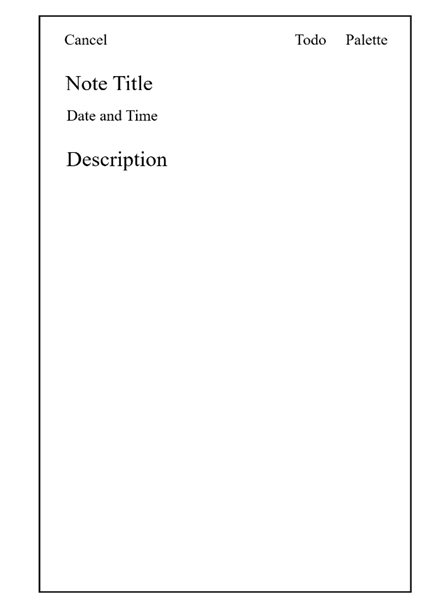 Cancel Todo Palette
Note Title
Date and Time
Description